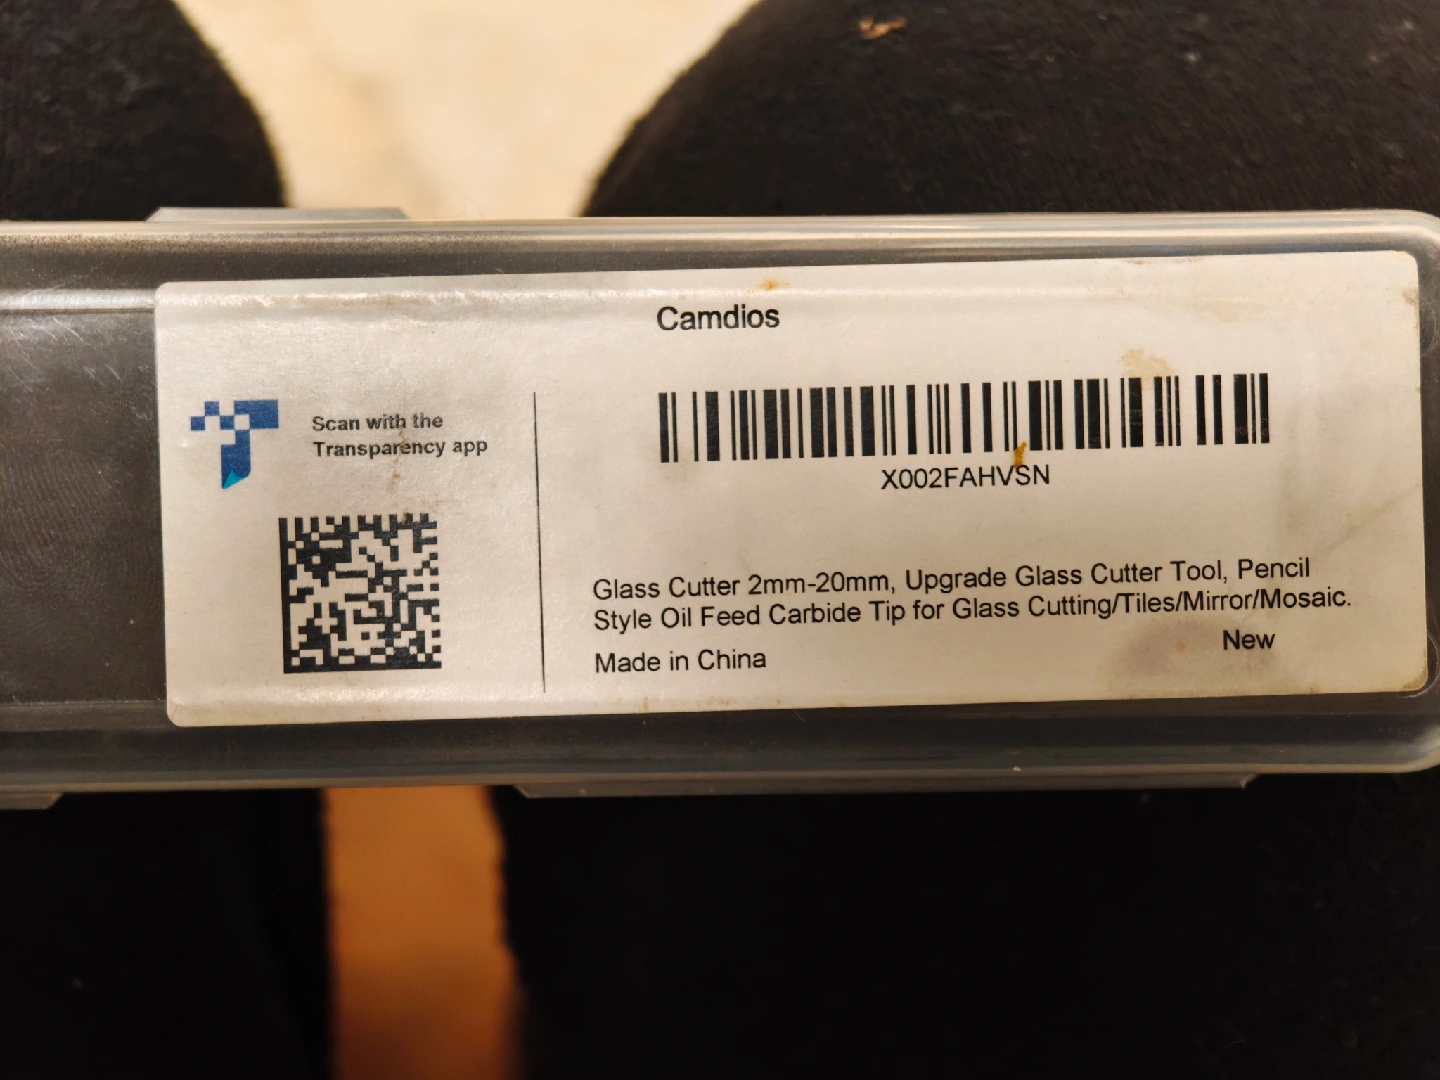 Camdios
Scan with the
Transparency app
X002FAHVSN
Glass Cutter 2mm-20mm, Upgrade Glass Cutter Tool, Pencil
Style Oil Feed Carbide Tip for Glass Cutting/Tiles/Mirror/Mosaic.
New
Made in China